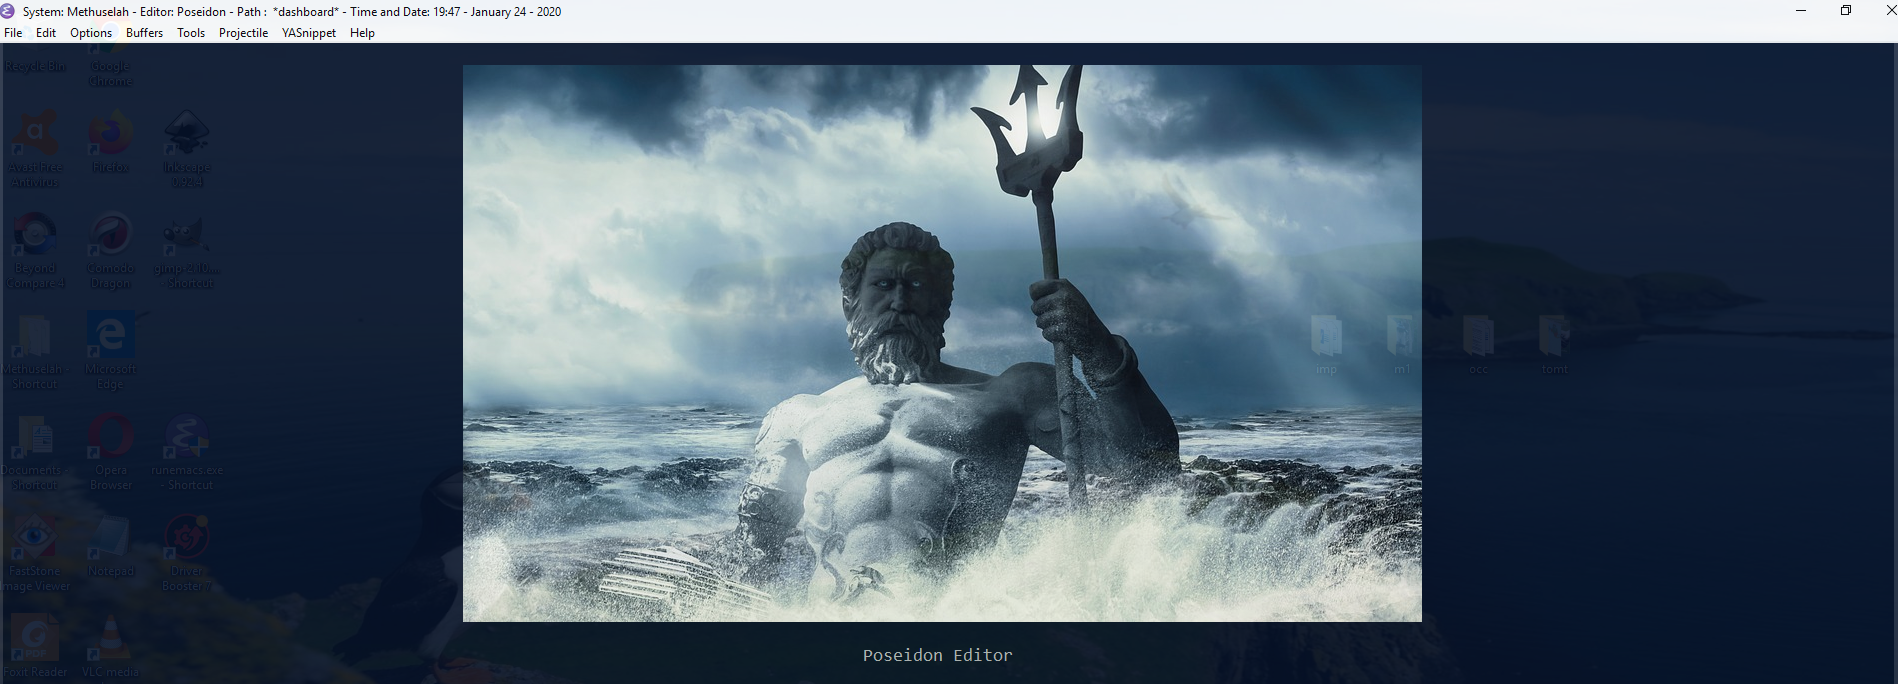 System: Methuselah - Editor: Poseidon - Path : *dashboard* - Time and Date: 19:47 - January 24 - 2020
File Edit Options Buffers Tools Projectile YASnippet Help
Recycle Bin
Google
Chrome
Avast Free
Antivirus
Firefox
Inkscape
0.92.4
Beyond
Compare 4
Comodo
Dragon
gimp-2.10...
- Shortcut
Methuselah -
Shortcut
Microsoft
Edge
imp
m1
occ
tomt
Documents -
Shortcut
Opera
Browser
runemacs.exe
- Shortcut
FastStone
Image Viewer
Notepad
Driver
Booster 7
Foxit Reader
VLC media
Poseidon Editor